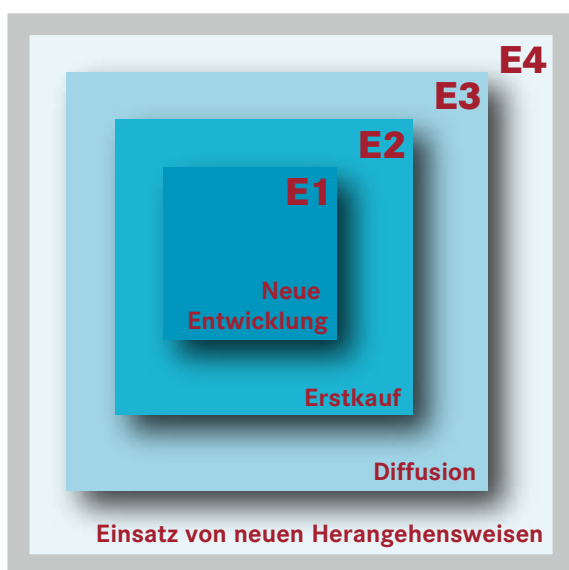 E4
E3
E2
E1
Neue
Entwicklung
Erstkauf
Diffusion
Einsatz von neuen Herangehensweisen